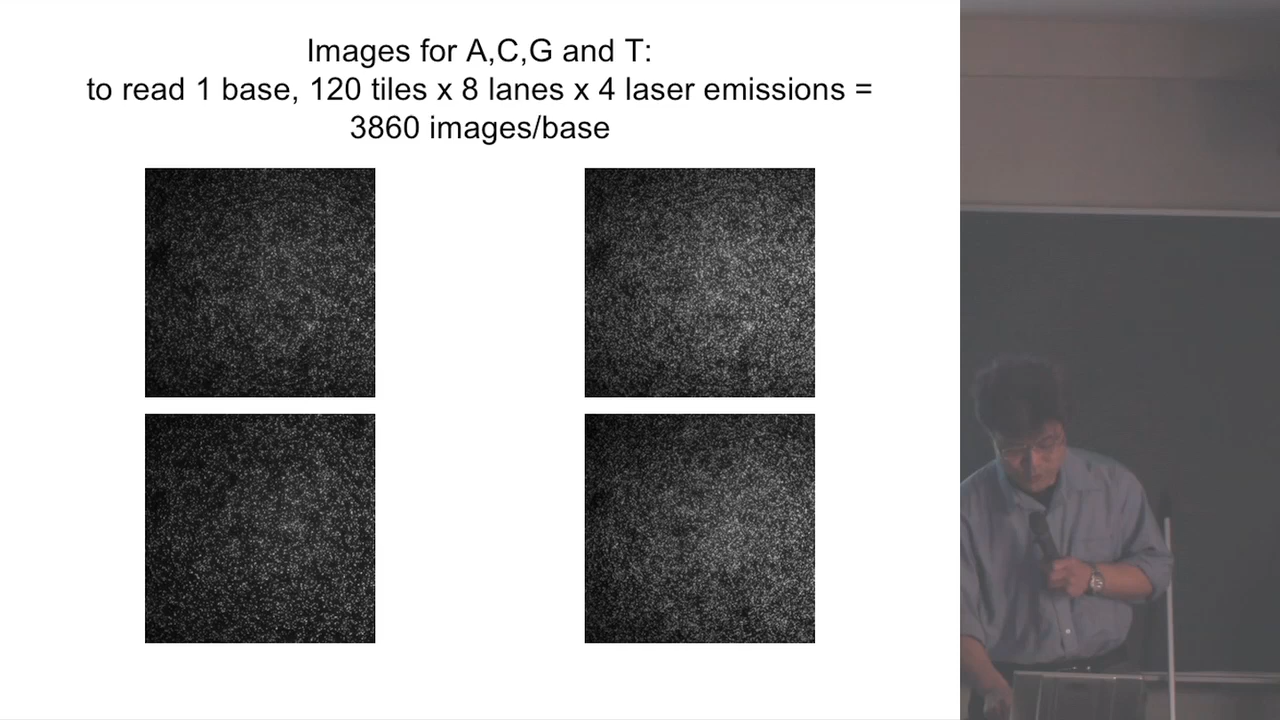 Images for A,C,G and T:
to read 1 base, 120 tiles x 8 lanes x 4 laser emissions =
3860 images/base